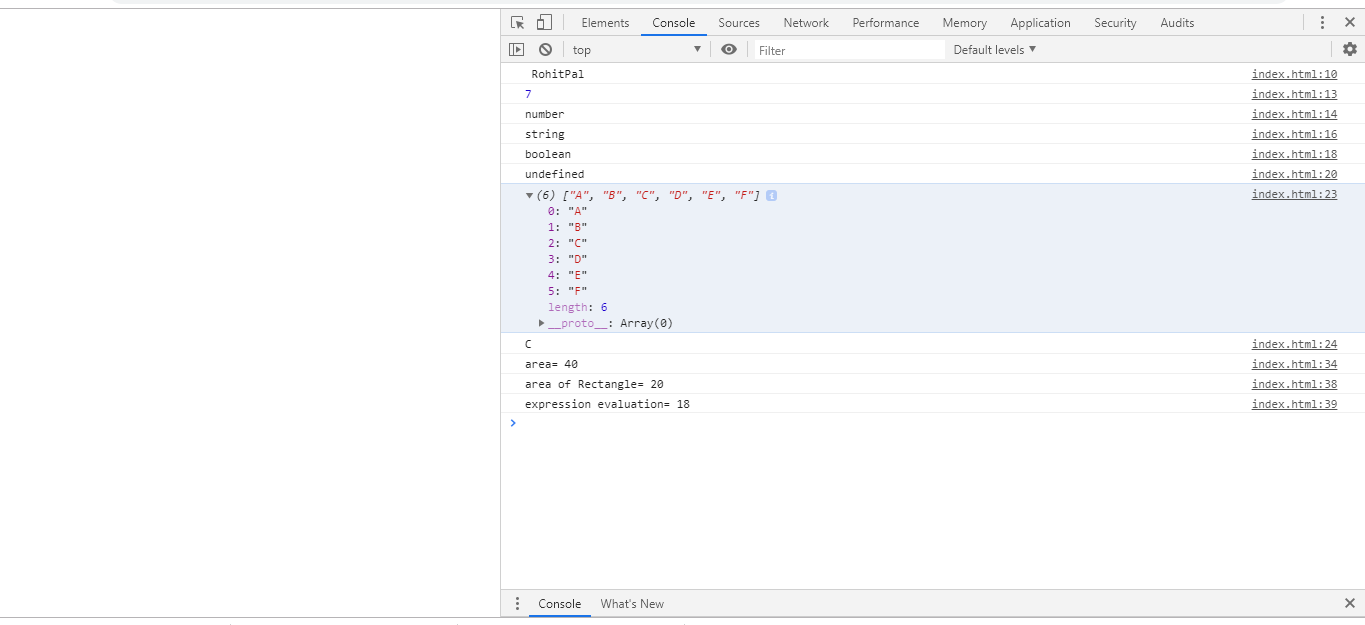 Elements Console Sources Network Performance Memory Application Security Audits
top Filter Default levels
RohitPal index.html:10
7 index.html:13
number index.html:14
string index.html:16
boolean index.html:18
undefined index.html:20
(6) ["A", "B", "C", "D", "E", "F"] i index.html:23
0: "A"
1: "B"
2: "C"
3: "D"
4: "E"
5: "F"
length: 6
__proto__: Array(0)
C index.html:24
area= 40 index.html:34
area of Rectangle= 20 index.html:38
expression evaluation= 18 index.html:39
Console What's New